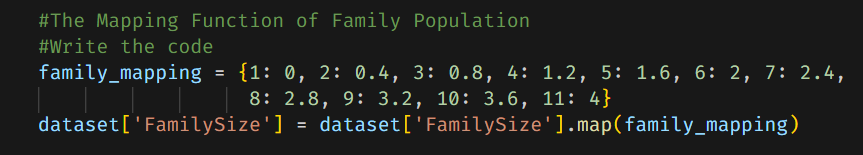 #The Mapping Function of Family Population
#Write the code
family_mapping = {1: 0, 2: 0.4, 3: 0.8, 4: 1.2, 5: 1.6, 6: 2, 7: 2.4,
8: 2.8, 9: 3.2, 10: 3.6, 11: 4}
dataset['FamilySize'] = dataset['FamilySize'].map(family_mapping)